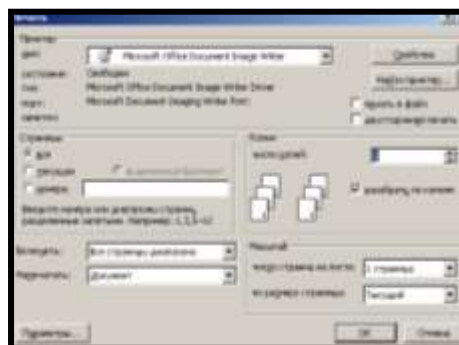 Печать
Принтер
имя: Microsoft Office Document Image Writer Свойства
состояние: Свободен Найти принтер...
тип: Microsoft Office Document Image Writer Driver
порт: Microsoft Document Imaging Writer Port:
заметки: печать в файл
двусторонняя печать
Страницы
все
текущая выделенный фрагмент
номера:
Введите номера или диапазоны страниц,
разделенные запятыми. Например: 1,3,5–12
Копии
число копий:
разобрать по копиям
Включить: Все страницы диапазона
Напечатать: Документ
Масштаб
число страниц на листе: 1 страница
по размеру страницы: Текущий
Параметры... ОК Отмена